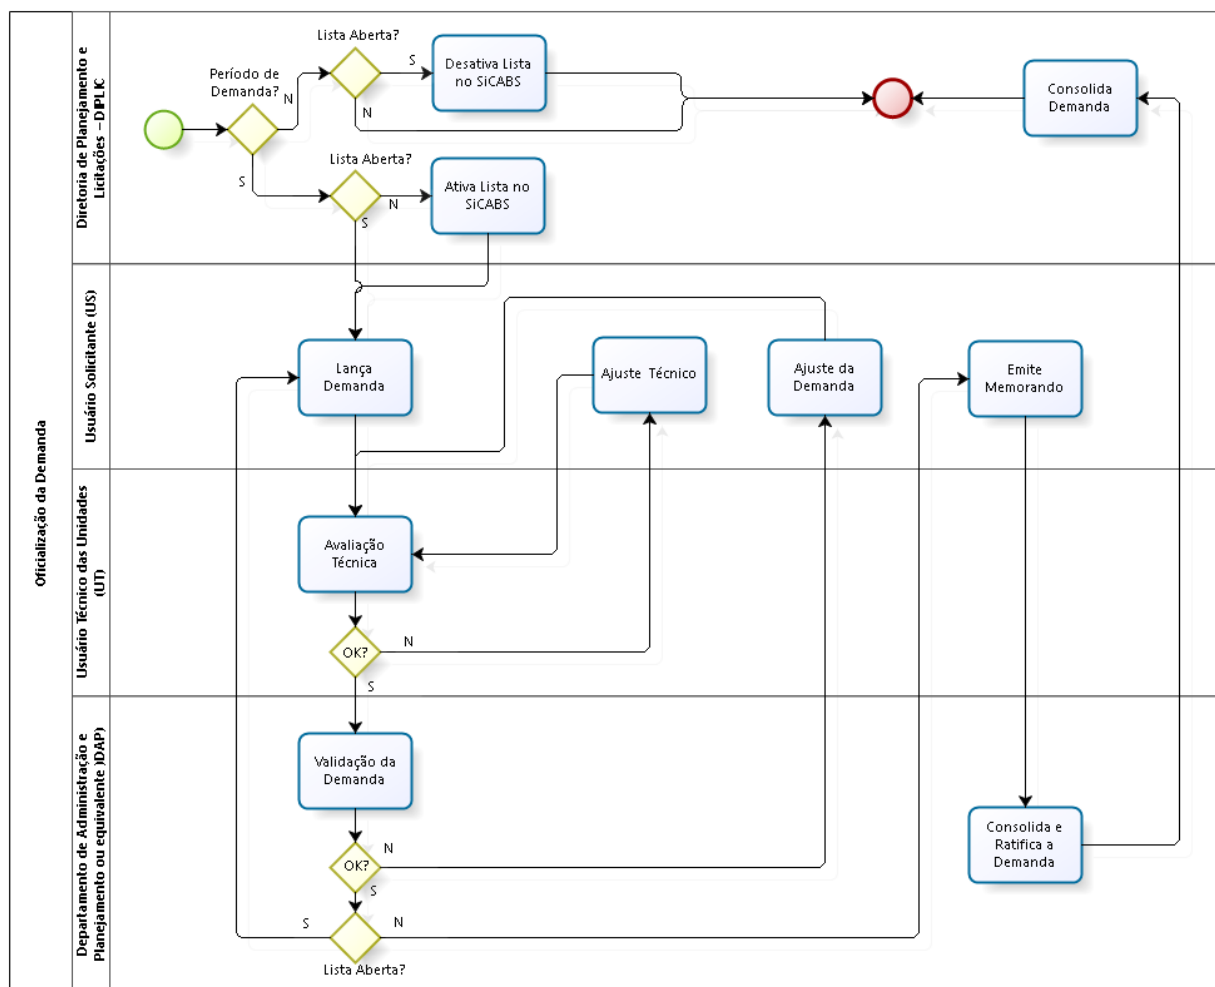 Oficialização da Demanda
Diretoria de Planejamento e
Licitações – DIPLIC
Período de
Demanda?
N
S
Lista Aberta?
S
N
Desativa Lista
no SiCABS
Consolida
Demanda
Lista Aberta?
N
S
Ativa Lista no
SiCABS
Usuário Solicitante (US)
Lança
Demanda
Ajuste Técnico
Ajuste da
Demanda
Emite
Memorando
Usuário Técnico das Unidades
(UT)
Avaliação
Técnica
OK?
N
S
Departamento de Administração e
Planejamento ou equivalente )DAP)
Validação da
Demanda
OK?
N
S
Consolida e
Ratifica a
Demanda
S
N
Lista Aberta?